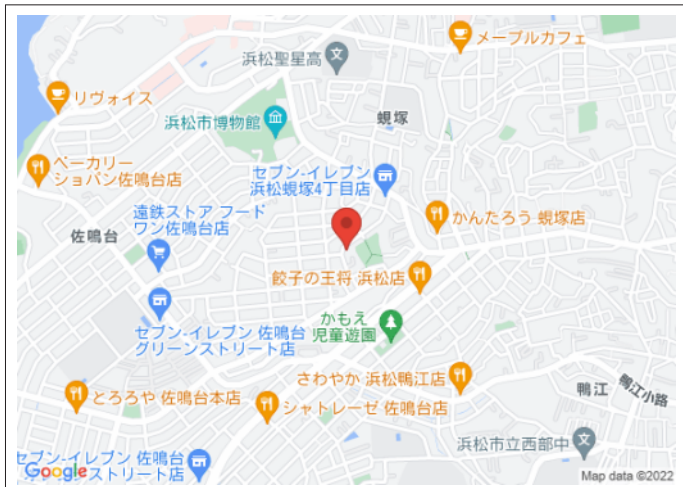 メープルカフェ
浜松聖星高
リヴォイス
浜松市博物館
蜆塚
ベーカリー
ショパン佐鳴台店
セブン-イレブン
浜松蜆塚4丁目店
遠鉄ストア フード
ワン佐鳴台店
佐鳴台
かんたろう 蜆塚店
餃子の王将 浜松店
かもえ
児童遊園
セブン-イレブン 佐鳴台
グリーンストリート店
さわやか 浜松鴨江店
とろろや 佐鳴台本店
シャトレーゼ 佐鳴台店
鴨江
鴨江小路
浜松市立西部中
セブン-イレブン 佐鳴台
ストリート店
Google
Map data ©2022